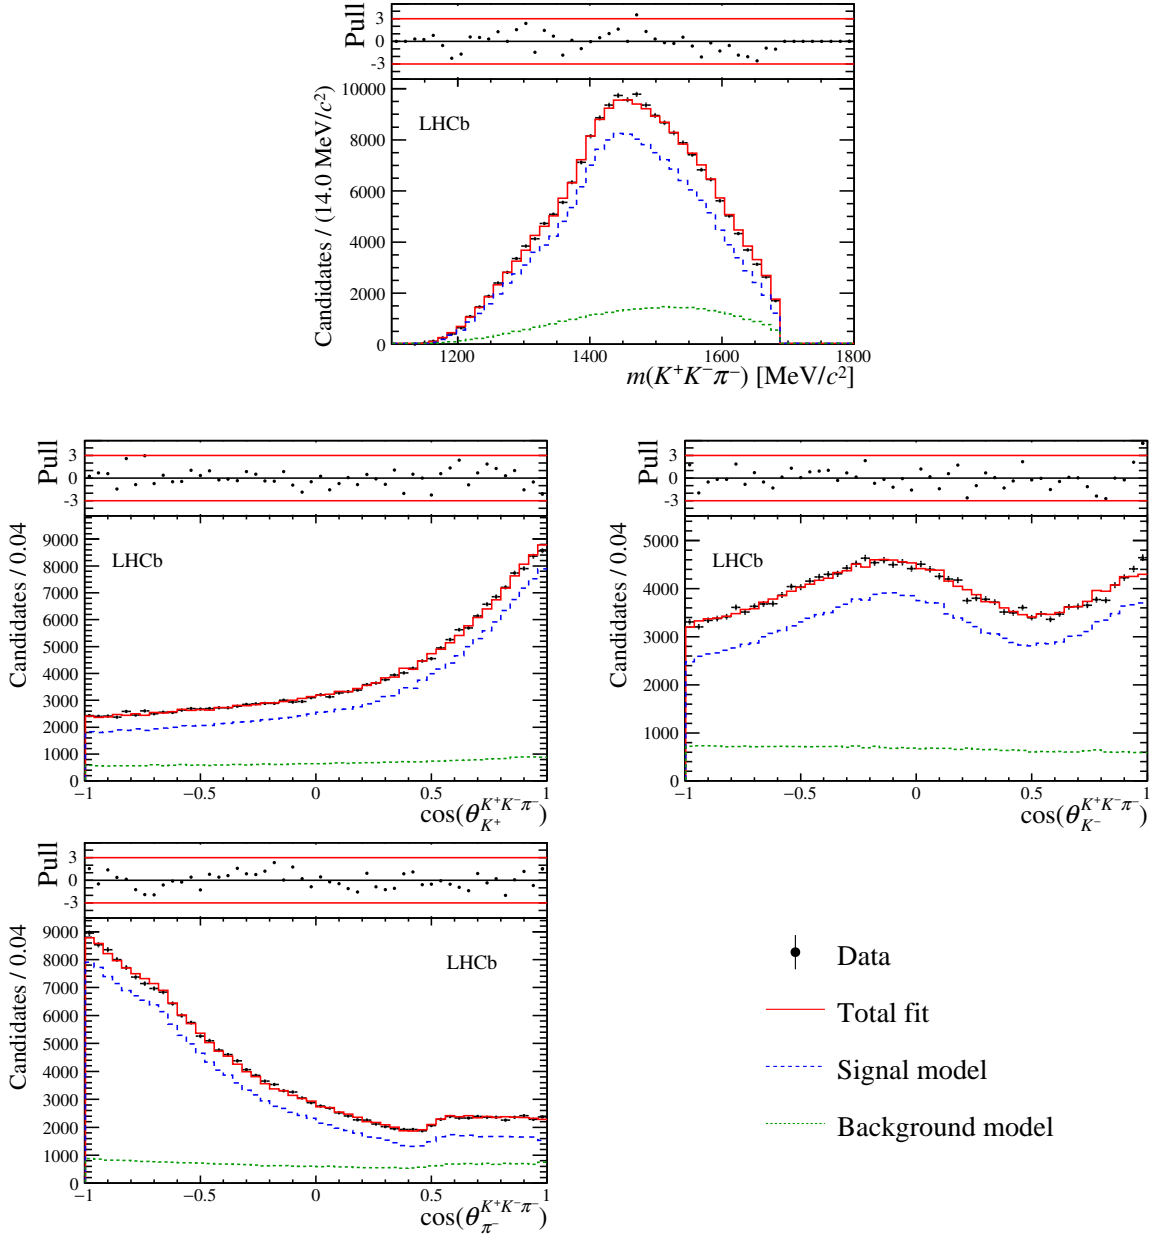 Pull
3
0
-3
Candidates / (14.0 MeV/c²)
10000
8000
6000
4000
2000
0
LHCb
1200 1400 1600 1800
m(K⁺K⁻π⁻) [MeV/c²]
Pull
3
0
-3
Candidates / 0.04
9000
8000
7000
6000
5000
4000
3000
2000
1000
0
LHCb
−1 −0.5 0 0.5 1
cos(θ_{K⁺}^{K⁺K⁻π⁻})
Pull
3
0
-3
Candidates / 0.04
5000
4000
3000
2000
1000
0
LHCb
−1 −0.5 0 0.5 1
cos(θ_{K⁻}^{K⁺K⁻π⁻})
Pull
3
0
-3
Candidates / 0.04
9000
8000
7000
6000
5000
4000
3000
2000
1000
0
LHCb
−1 −0.5 0 0.5 1
cos(θ_{π⁻}^{K⁺K⁻π⁻})
Data
Total fit
Signal model
Background model